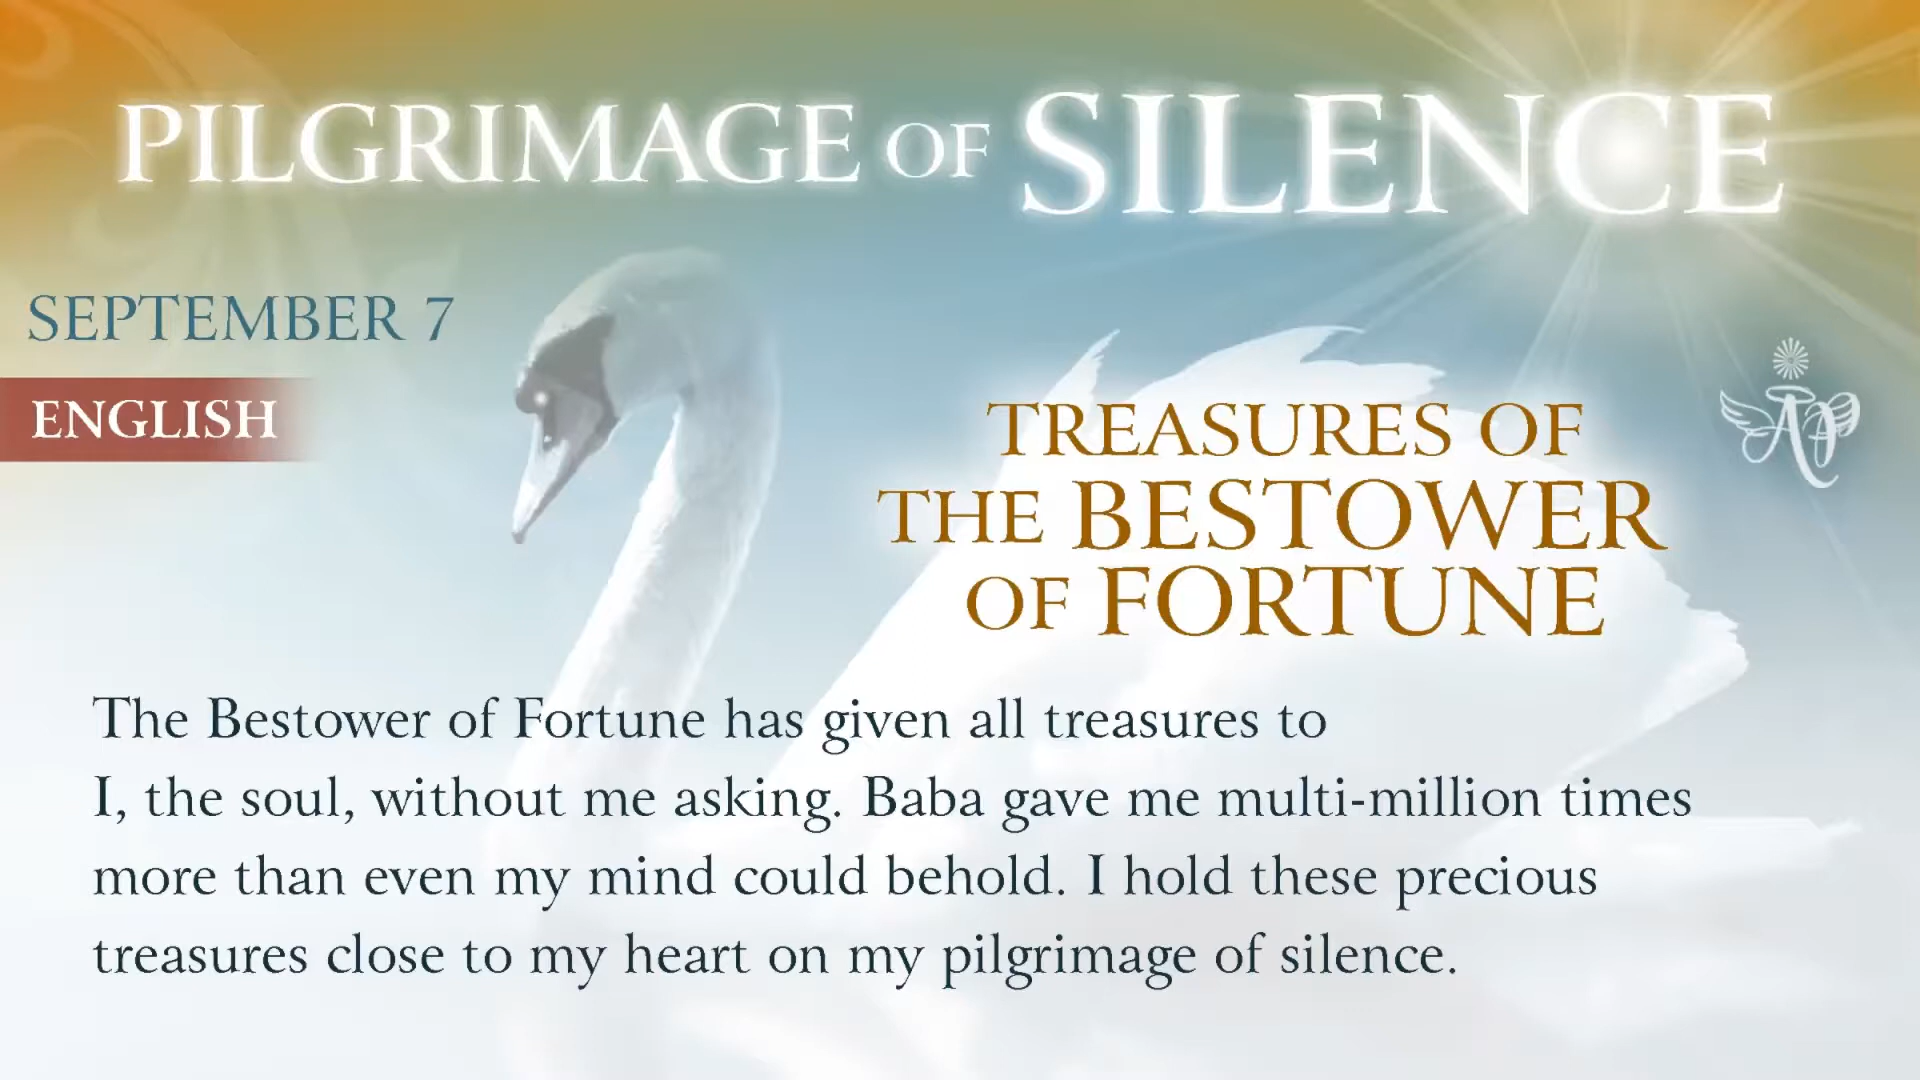 PILGRIMAGE OF SILENCE
SEPTEMBER 7
ENGLISH
TREASURES OF
THE BESTOWER
OF FORTUNE
The Bestower of Fortune has given all treasures to
I, the soul, without me asking. Baba gave me multi-million times
more than even my mind could behold. I hold these precious
treasures close to my heart on my pilgrimage of silence.